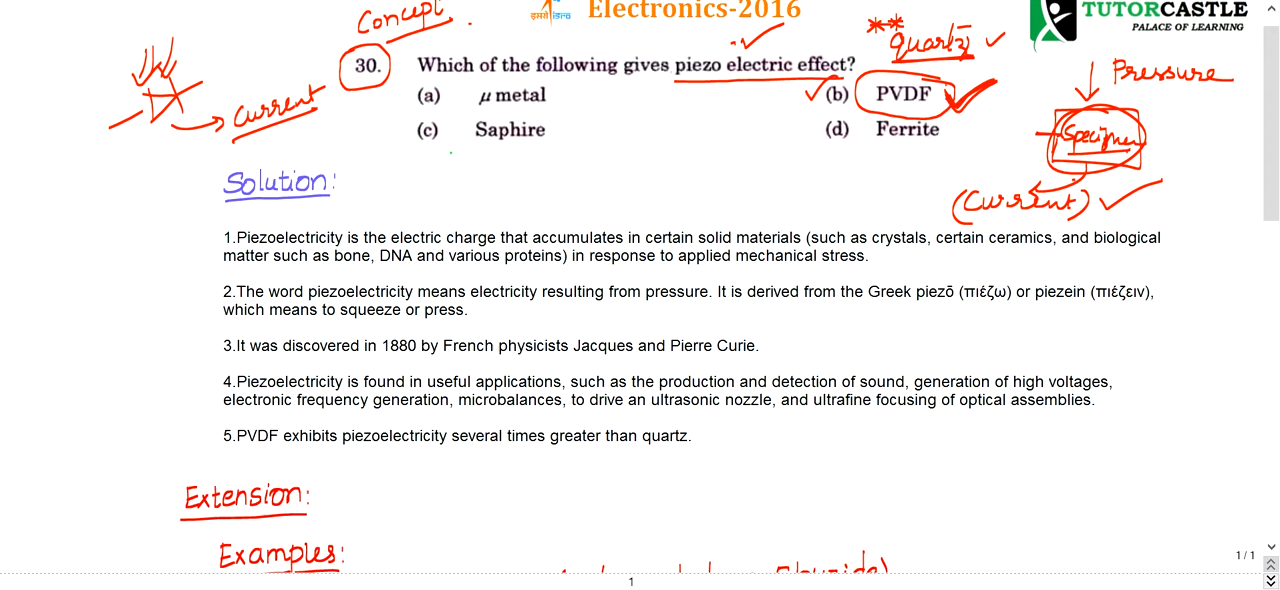 इसरो isro Electronics-2016
TUTORCASTLE
PALACE OF LEARNING
Concept.
** quartz
30. Which of the following gives piezo electric effect?
(a) μ metal (b) PVDF
(c) Saphire (d) Ferrite
Current
Pressure
Specimen
(Current)
Solution:
1.Piezoelectricity is the electric charge that accumulates in certain solid materials (such as crystals, certain ceramics, and biological
matter such as bone, DNA and various proteins) in response to applied mechanical stress.
2.The word piezoelectricity means electricity resulting from pressure. It is derived from the Greek piezō (πιέζω) or piezein (πιέζειν),
which means to squeeze or press.
3.It was discovered in 1880 by French physicists Jacques and Pierre Curie.
4.Piezoelectricity is found in useful applications, such as the production and detection of sound, generation of high voltages,
electronic frequency generation, microbalances, to drive an ultrasonic nozzle, and ultrafine focusing of optical assemblies.
5.PVDF exhibits piezoelectricity several times greater than quartz.
Extension:
Examples:
1 / 1
1